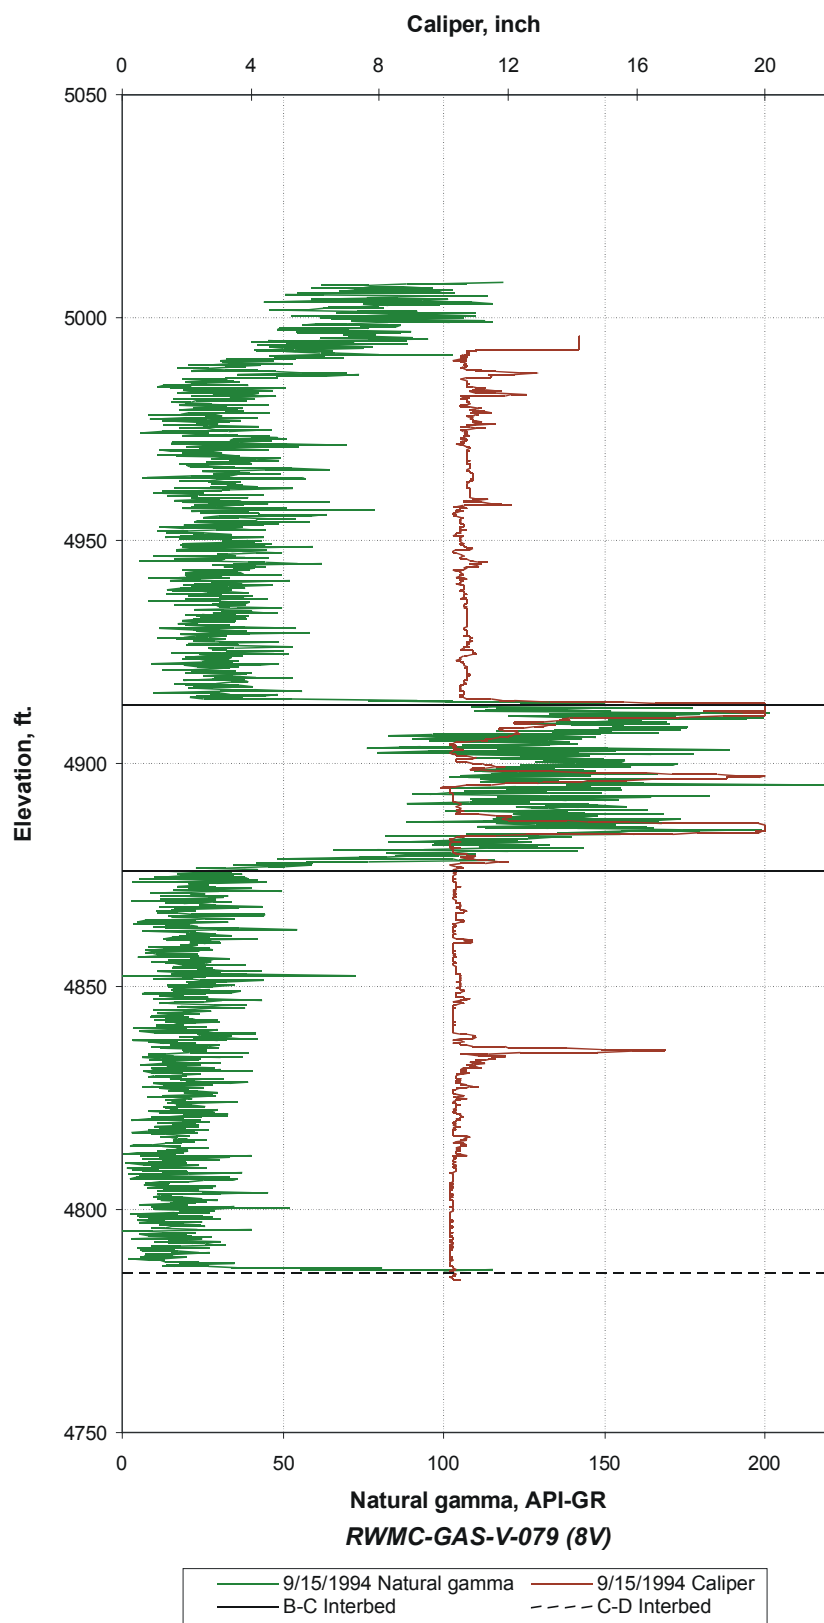 Caliper, inch
0 4 8 12 16 20
5050
5000
4950
4900
4850
4800
4750
Elevation, ft.
0 50 100 150 200
Natural gamma, API-GR
RWMC-GAS-V-079 (8V)
9/15/1994 Natural gamma 9/15/1994 Caliper
B-C Interbed C-D Interbed